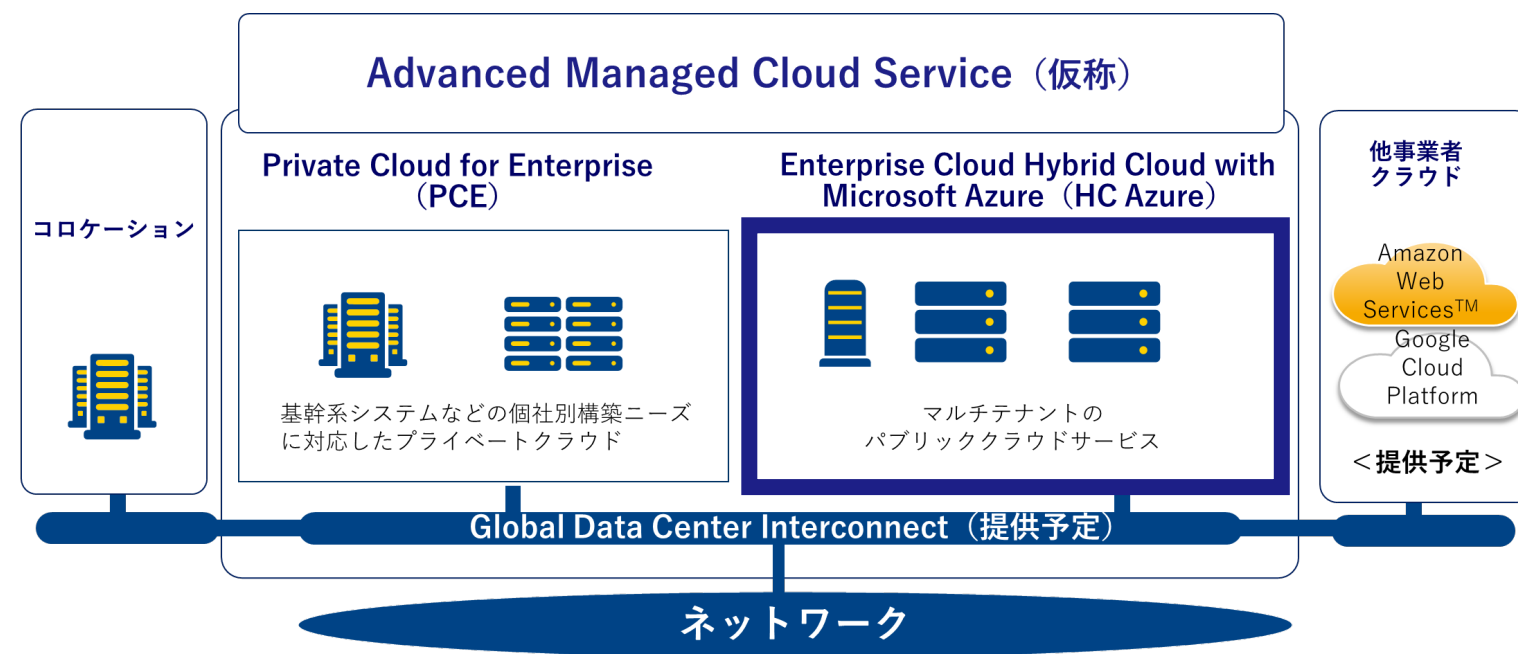 Advanced Managed Cloud Service（仮称）
コロケーション
Private Cloud for Enterprise
（PCE）
基幹系システムなどの個社別構築ニーズ
に対応したプライベートクラウド
Enterprise Cloud Hybrid Cloud with
Microsoft Azure（HC Azure）
マルチテナントの
パブリッククラウドサービス
他事業者
クラウド
Amazon
Web
Services™
Google
Cloud
Platform
＜提供予定＞
Global Data Center Interconnect（提供予定）
ネットワーク